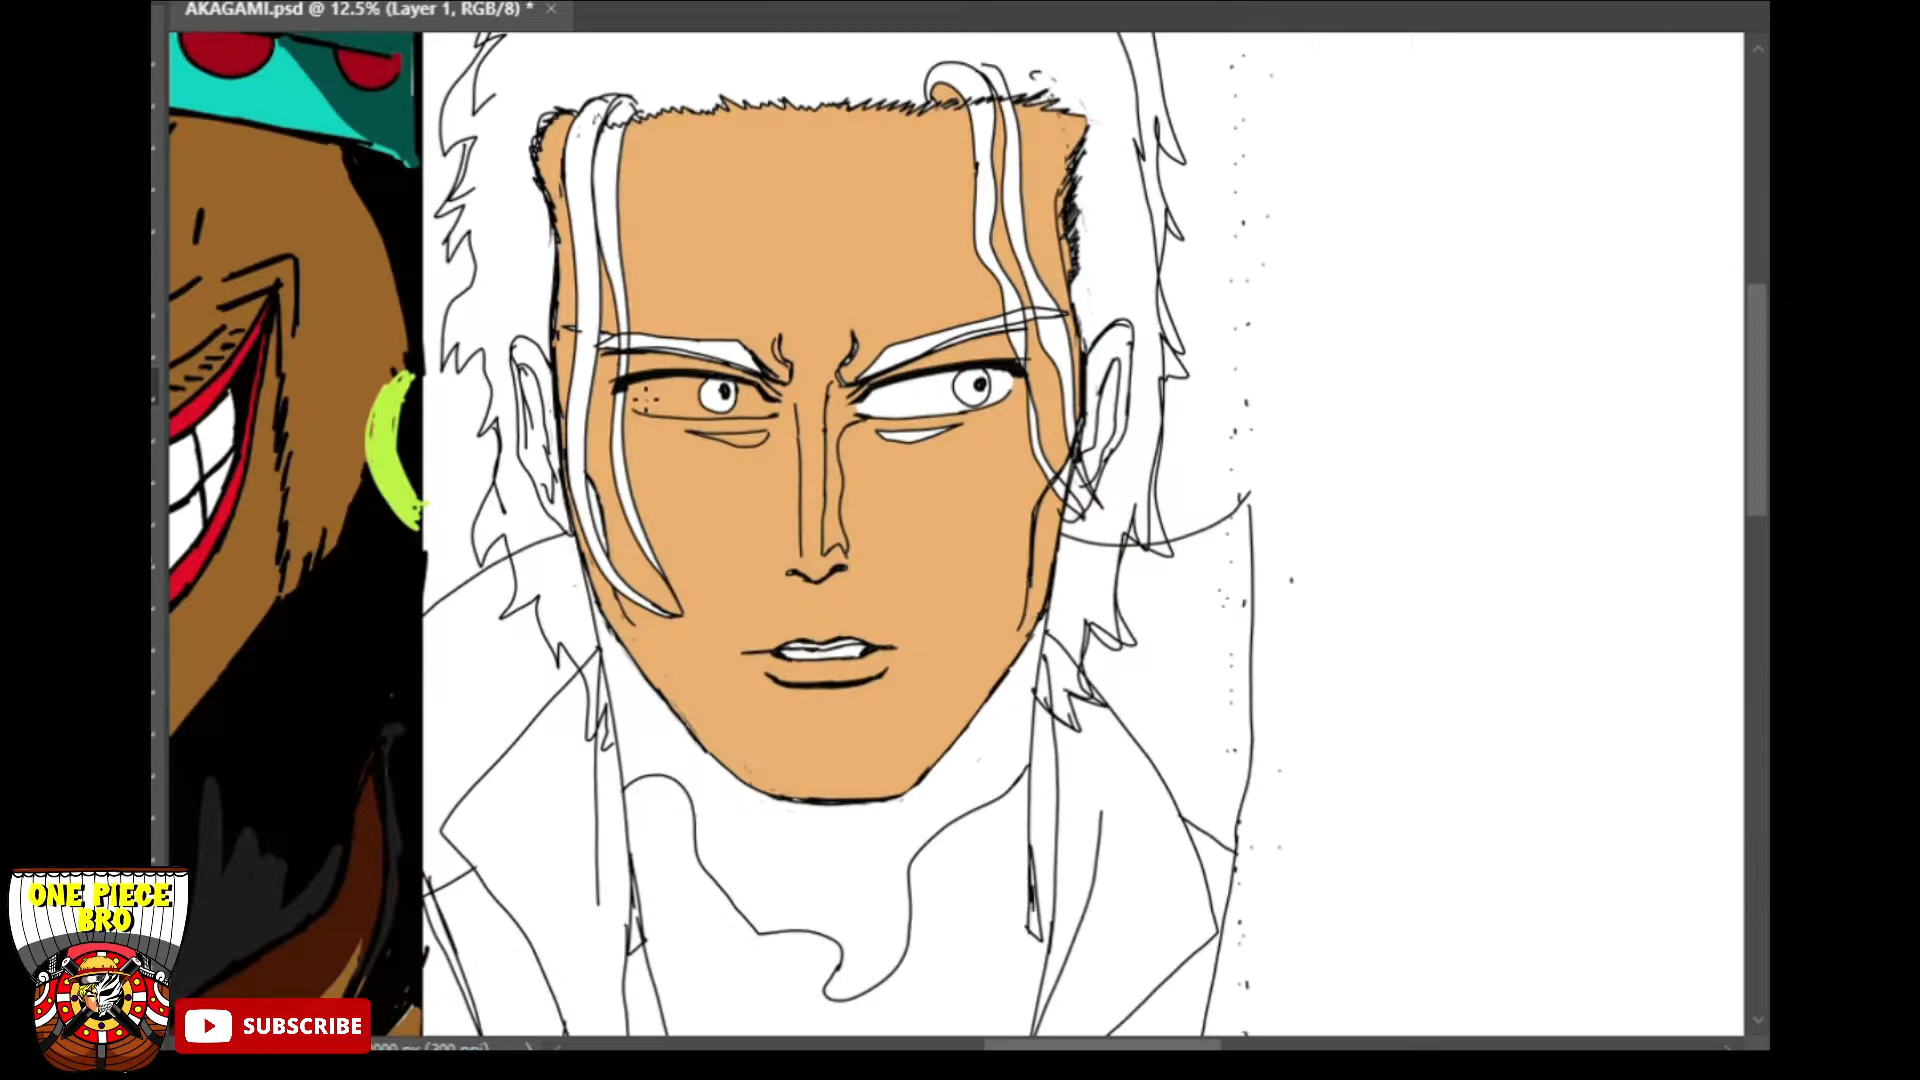 AKAGAMI.psd @ 12.5% (Layer 1, RGB/8) *
ONE PIECE
BRO
SUBSCRIBE